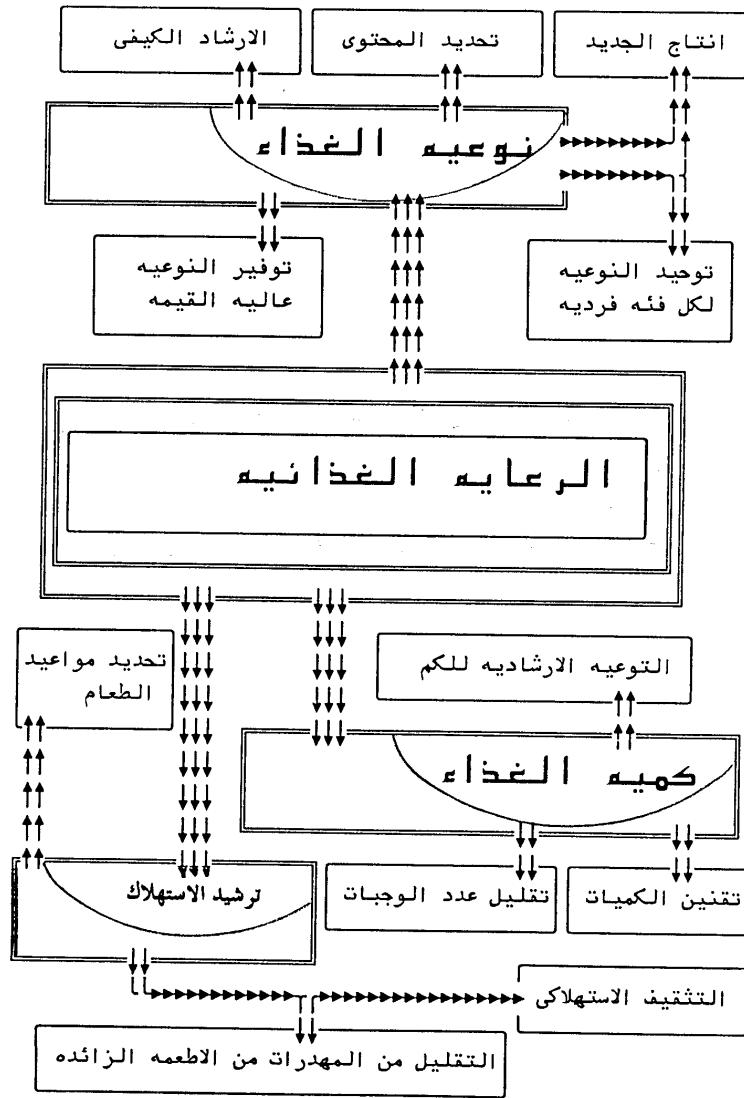 انتاج الجديد
تحديد المحتوى
الارشاد الكيفى
نوعيه الغذاء
توحيد النوعيه
لكل فئه فرديه
توفير النوعيه
عاليه القيمه
الرعايه الغذائيه
التوعيه الارشاديه للكم
تحديد مواعيد
الطعام
كميه الغذاء
تقنين الكميات
تقليل عدد الوجبات
ترشيد الاستهلاك
التثقيف الاستهلاكى
التقليل من المهدرات من الاطعمه الزائده